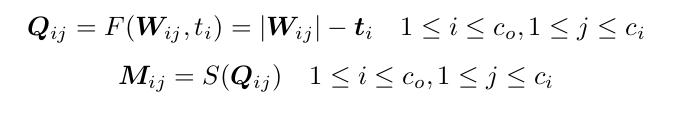 Q_{ij} = F(W_{ij}, t_i) = |W_{ij}| − t_i   1 ≤ i ≤ c_o, 1 ≤ j ≤ c_i
M_{ij} = S(Q_{ij})   1 ≤ i ≤ c_o, 1 ≤ j ≤ c_i